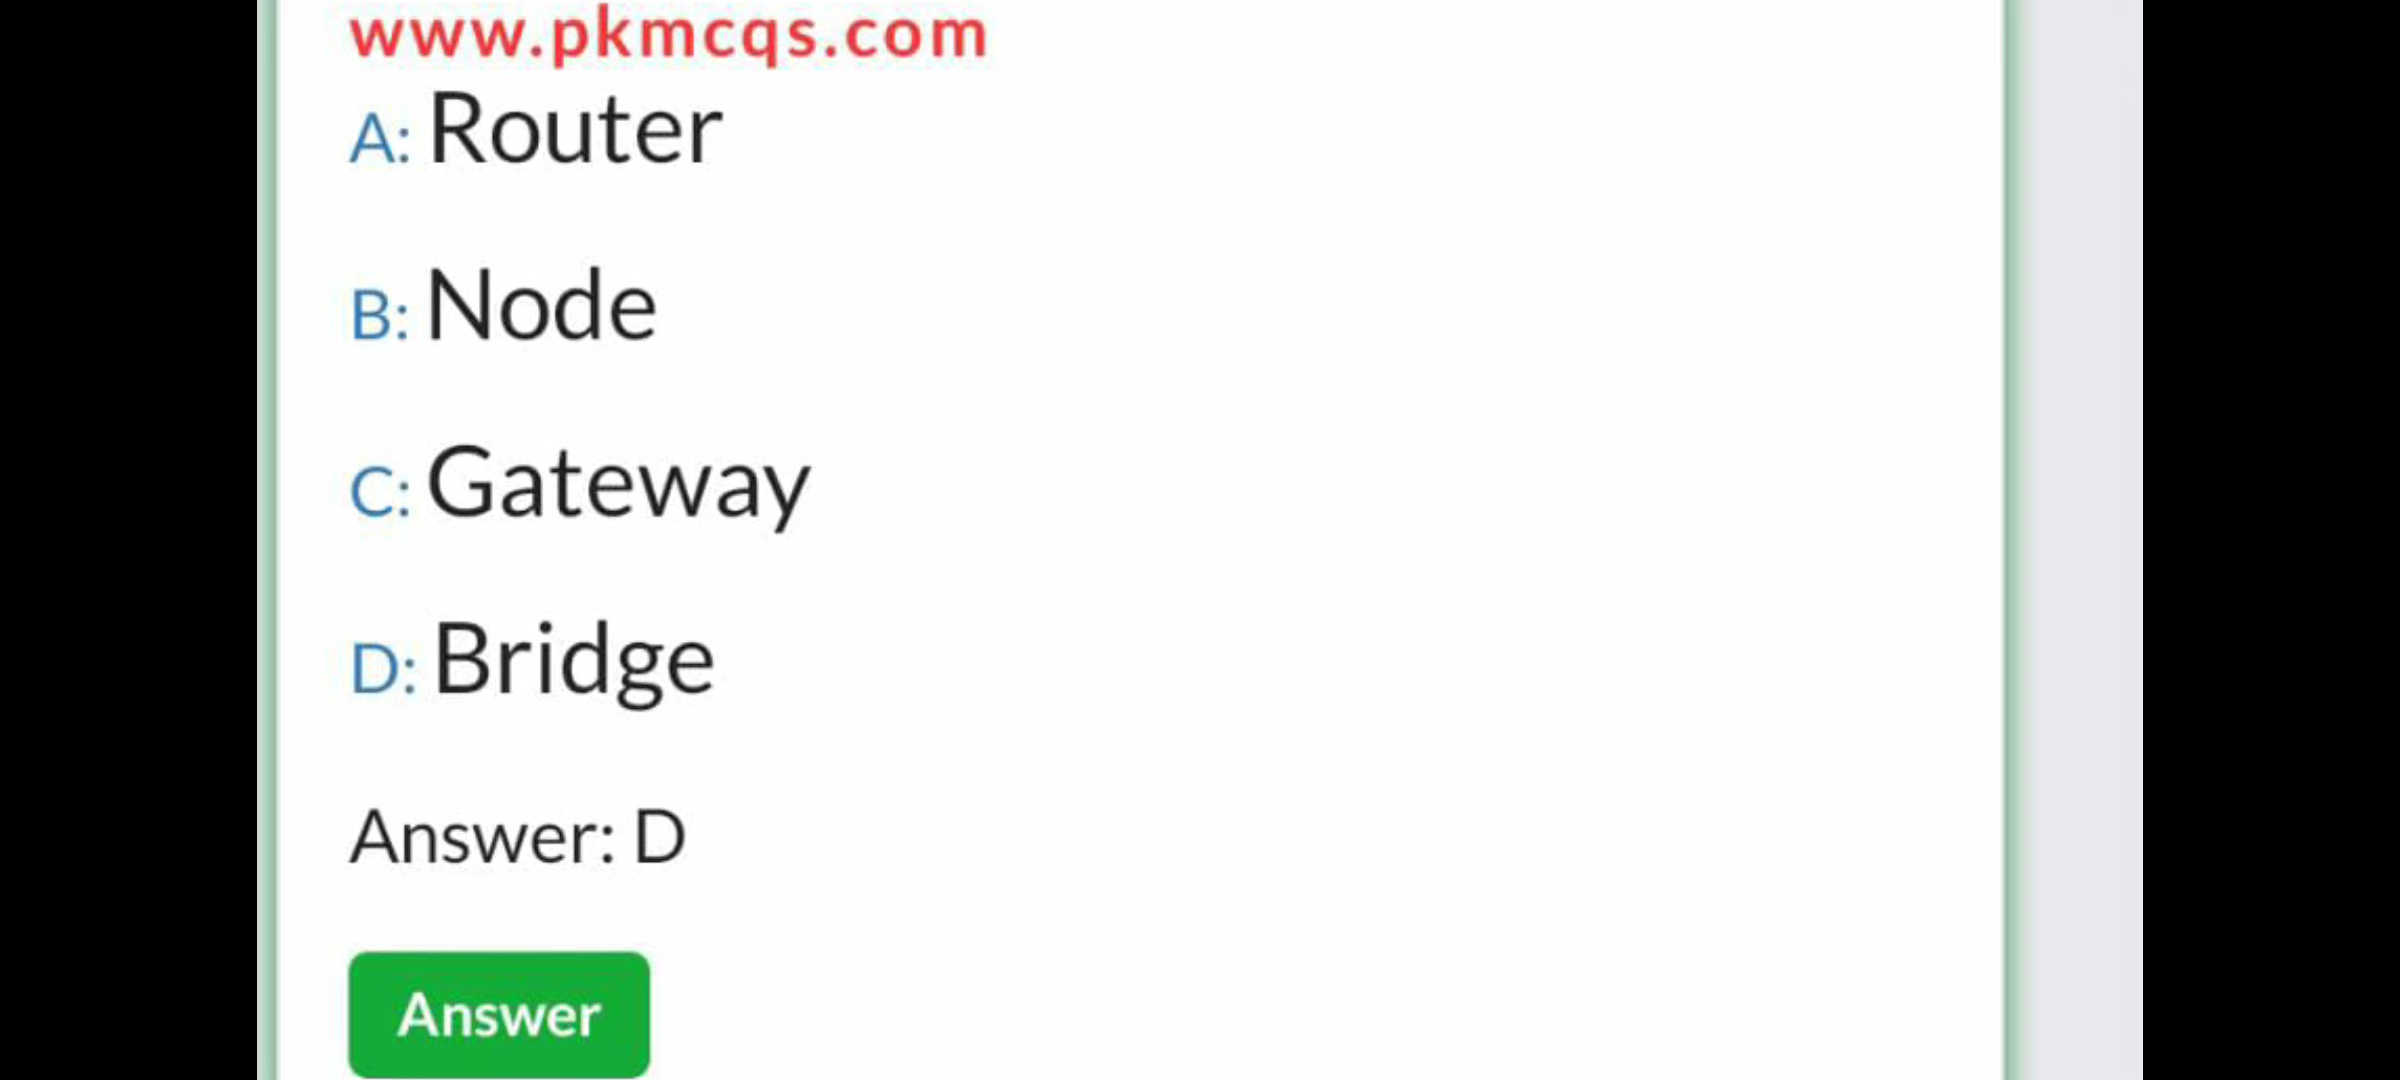 www.pkmcqs.com
A: Router
B: Node
C: Gateway
D: Bridge
Answer: D
Answer